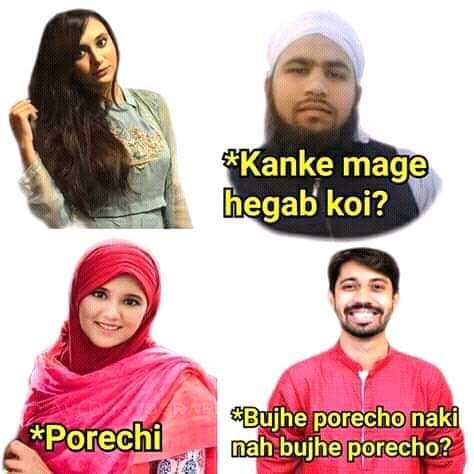 *Kanke mage
hegab koi?
*Porechi
*Bujhe porecho naki
nah bujhe porecho?